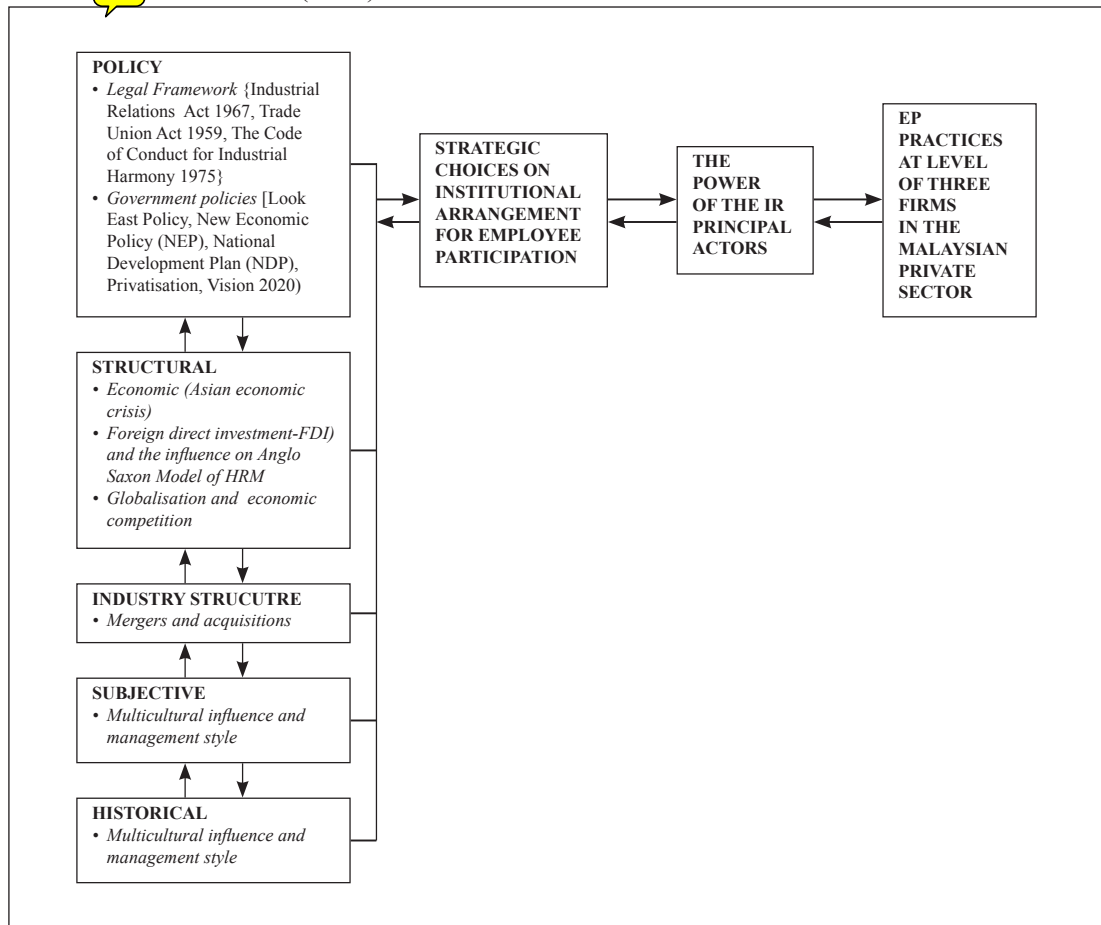 POLICY
• Legal Framework {Industrial
Relations Act 1967, Trade
Union Act 1959, The Code
of Conduct for Industrial
Harmony 1975}
• Government policies [Look
East Policy, New Economic
Policy (NEP), National
Development Plan (NDP),
Privatisation, Vision 2020)
STRUCTURAL
• Economic (Asian economic
crisis)
• Foreign direct investment-FDI)
and the influence on Anglo
Saxon Model of HRM
• Globalisation and economic
competition
INDUSTRY STRUCUTRE
• Mergers and acquisitions
SUBJECTIVE
• Multicultural influence and
management style
HISTORICAL
• Multicultural influence and
management style
STRATEGIC
CHOICES ON
INSTITUTIONAL
ARRANGEMENT
FOR EMPLOYEE
PARTICIPATION
THE
POWER
OF THE IR
PRINCIPAL
ACTORS
EP
PRACTICES
AT LEVEL
OF THREE
FIRMS
IN THE
MALAYSIAN
PRIVATE
SECTOR